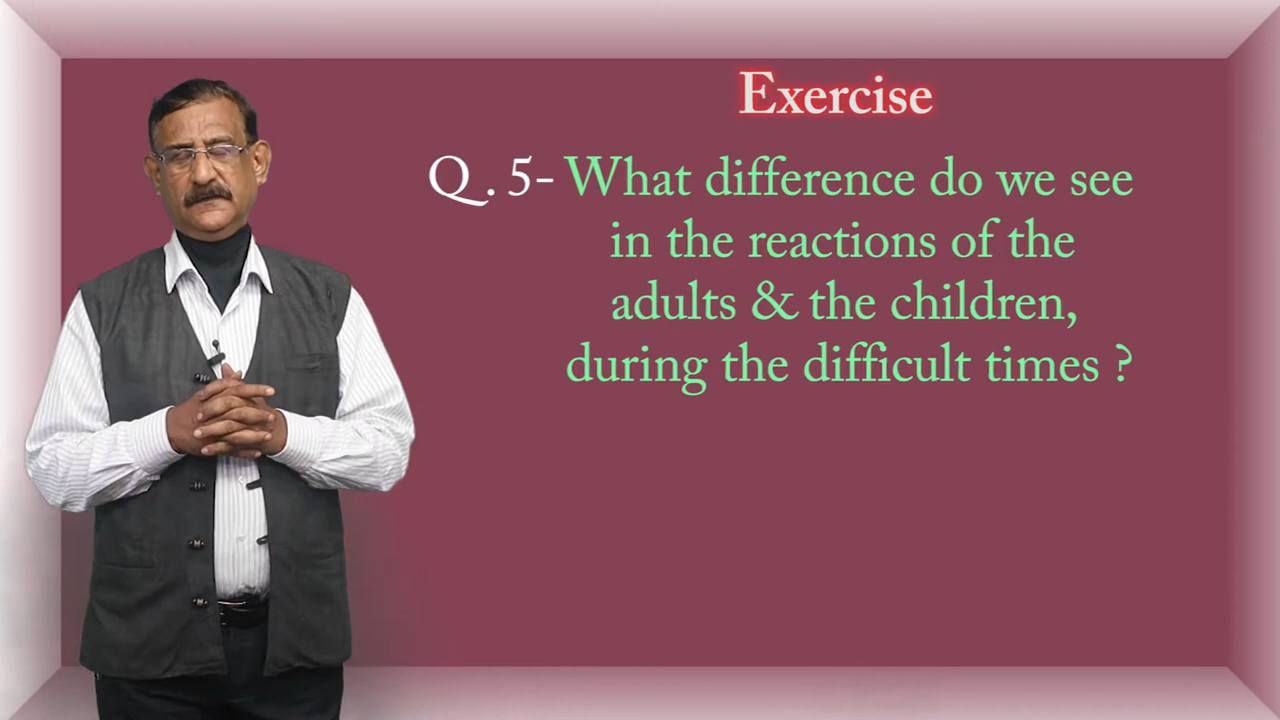 Exercise
Q . 5- What difference do we see
in the reactions of the
adults & the children,
during the difficult times ?